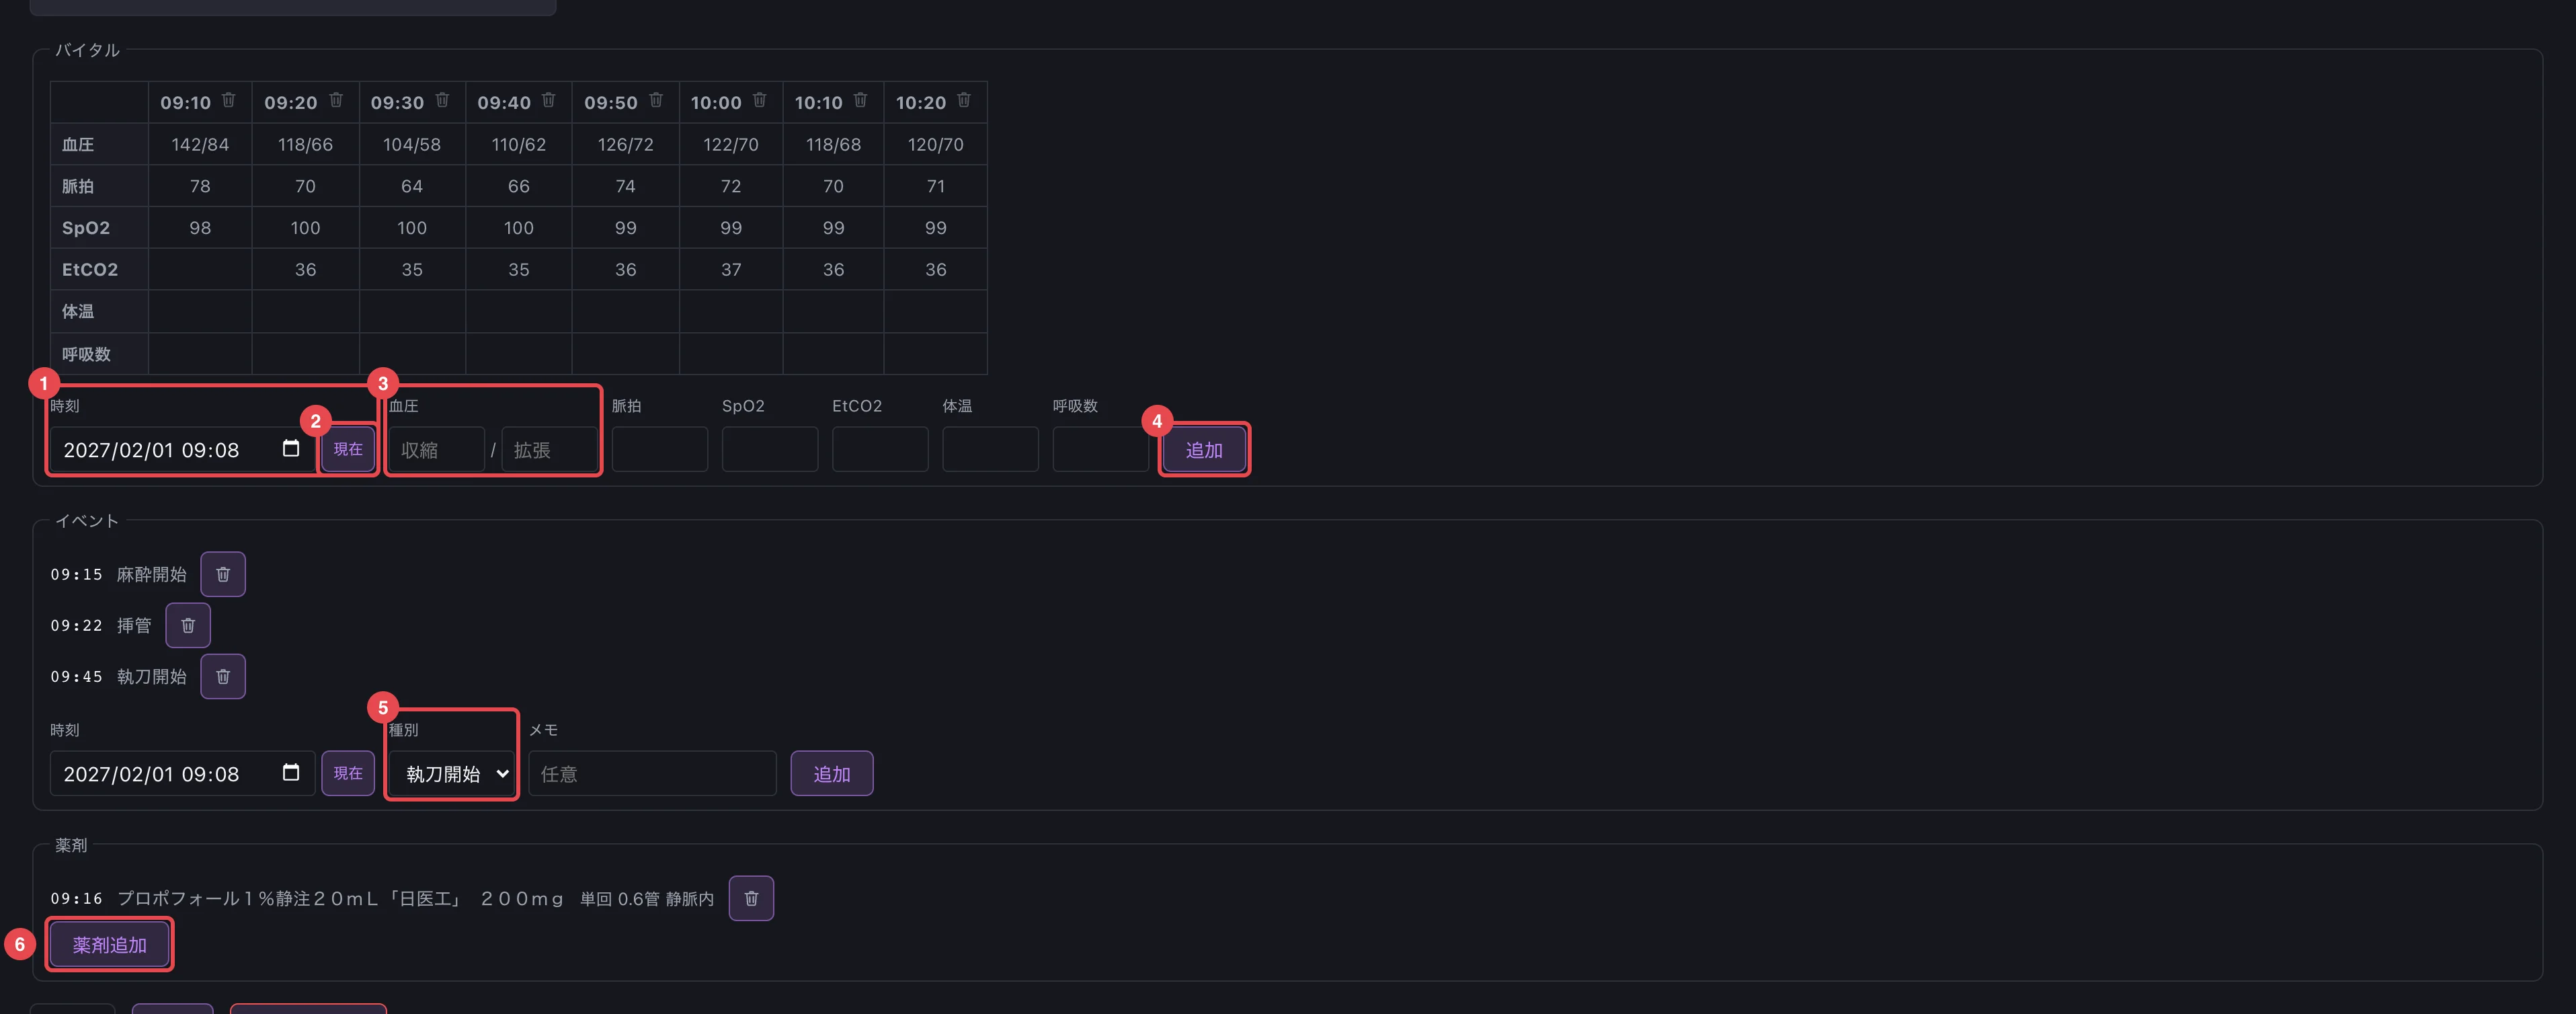 バイタル
09:10 09:20 09:30 09:40 09:50 10:00 10:10 10:20
血圧 142/84 118/66 104/58 110/62 126/72 122/70 118/68 120/70
脈拍 78 70 64 66 74 72 70 71
SpO2 98 100 100 100 99 99 99 99
EtCO2 36 35 35 36 37 36 36
体温
呼吸数
1 3
時刻 血圧 脈拍 SpO2 EtCO2 体温 呼吸数
2 4
2027/02/01 09:08 現在 収縮 / 拡張 追加
イベント
09:15 麻酔開始
09:22 挿管
09:45 執刀開始
5
時刻 種別 メモ
2027/02/01 09:08 現在 執刀開始 任意 追加
薬剤
09:16 プロポフォール1%静注20mL「日医工」 200mg 単回 0.6管 静脈内
6 薬剤追加